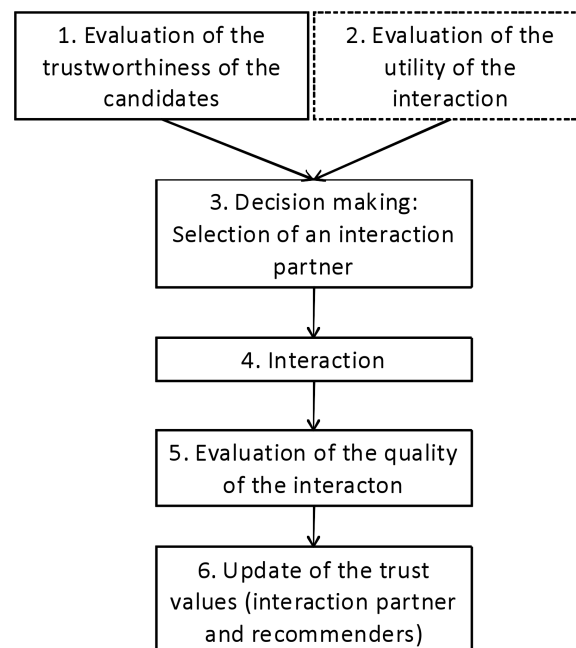 1. Evaluation of the
trustworthiness of the
candidates
2. Evaluation of the
utility of the
interaction
3. Decision making:
Selection of an interaction
partner
4. Interaction
5. Evaluation of the quality
of the interacton
6. Update of the trust
values (interaction partner
and recommenders)